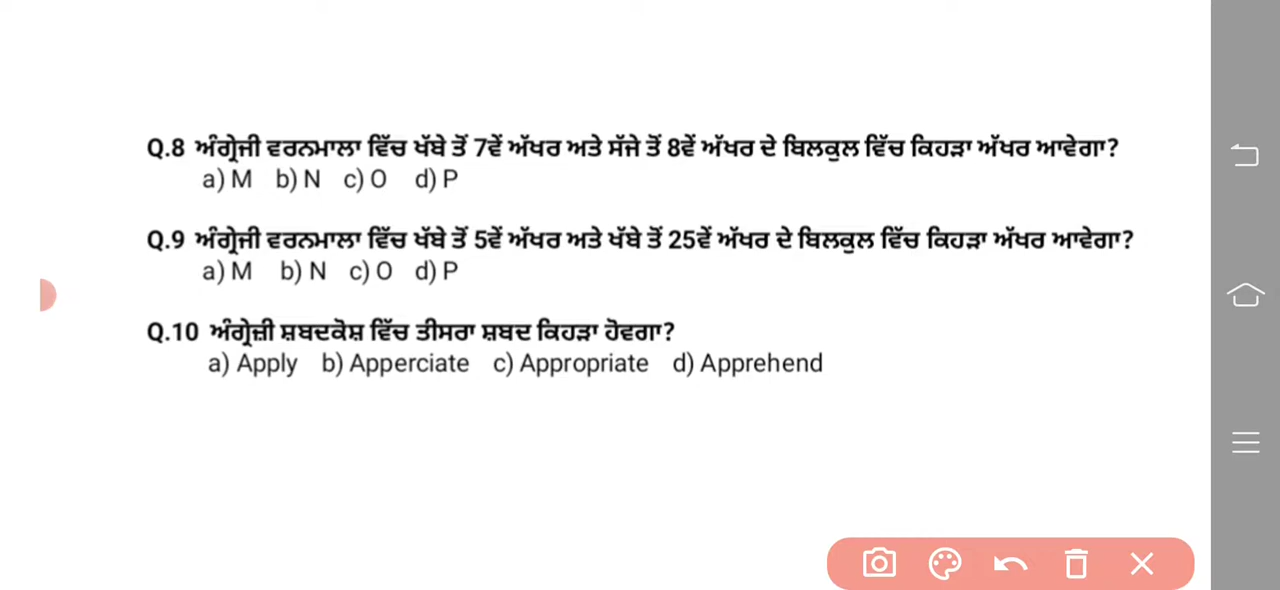 Q.8 ਅੰਗ੍ਰੇਜੀ ਵਰਨਮਾਲਾ ਵਿੱਚ ਖੱਬੇ ਤੋਂ 7ਵੇਂ ਅੱਖਰ ਅਤੇ ਸੱਜੇ ਤੋਂ 8ਵੇਂ ਅੱਖਰ ਦੇ ਬਿਲਕੁਲ ਵਿੱਚ ਕਿਹੜਾ ਅੱਖਰ ਆਵੇਗਾ?
a) M b) N c) O d) P
Q.9 ਅੰਗ੍ਰੇਜੀ ਵਰਨਮਾਲਾ ਵਿੱਚ ਖੱਬੇ ਤੋਂ 5ਵੇਂ ਅੱਖਰ ਅਤੇ ਖੱਬੇ ਤੋਂ 25ਵੇਂ ਅੱਖਰ ਦੇ ਬਿਲਕੁਲ ਵਿੱਚ ਕਿਹੜਾ ਅੱਖਰ ਆਵੇਗਾ?
a) M b) N c) O d) P
Q.10 ਅੰਗ੍ਰੇਜ਼ੀ ਸ਼ਬਦਕੋਸ਼ ਵਿੱਚ ਤੀਸਰਾ ਸ਼ਬਦ ਕਿਹੜਾ ਹੋਵਗਾ?
a) Apply b) Apperciate c) Appropriate d) Apprehend